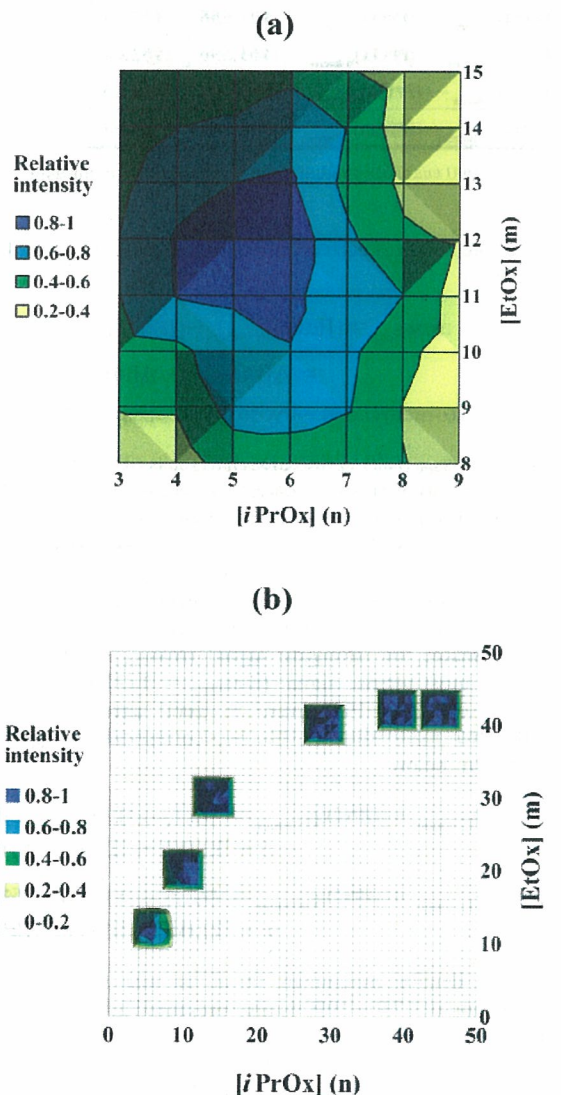 (a)
Relative
intensity
0.8-1
0.6-0.8
0.4-0.6
0.2-0.4
15
14
13
12
11
10
9
8
[EtOx] (m)
3 4 5 6 7 8 9
[iPrOx] (n)
(b)
Relative
intensity
0.8-1
0.6-0.8
0.4-0.6
0.2-0.4
0-0.2
50
40
30
20
10
0
[EtOx] (m)
0 10 20 30 40 50
[iPrOx] (n)